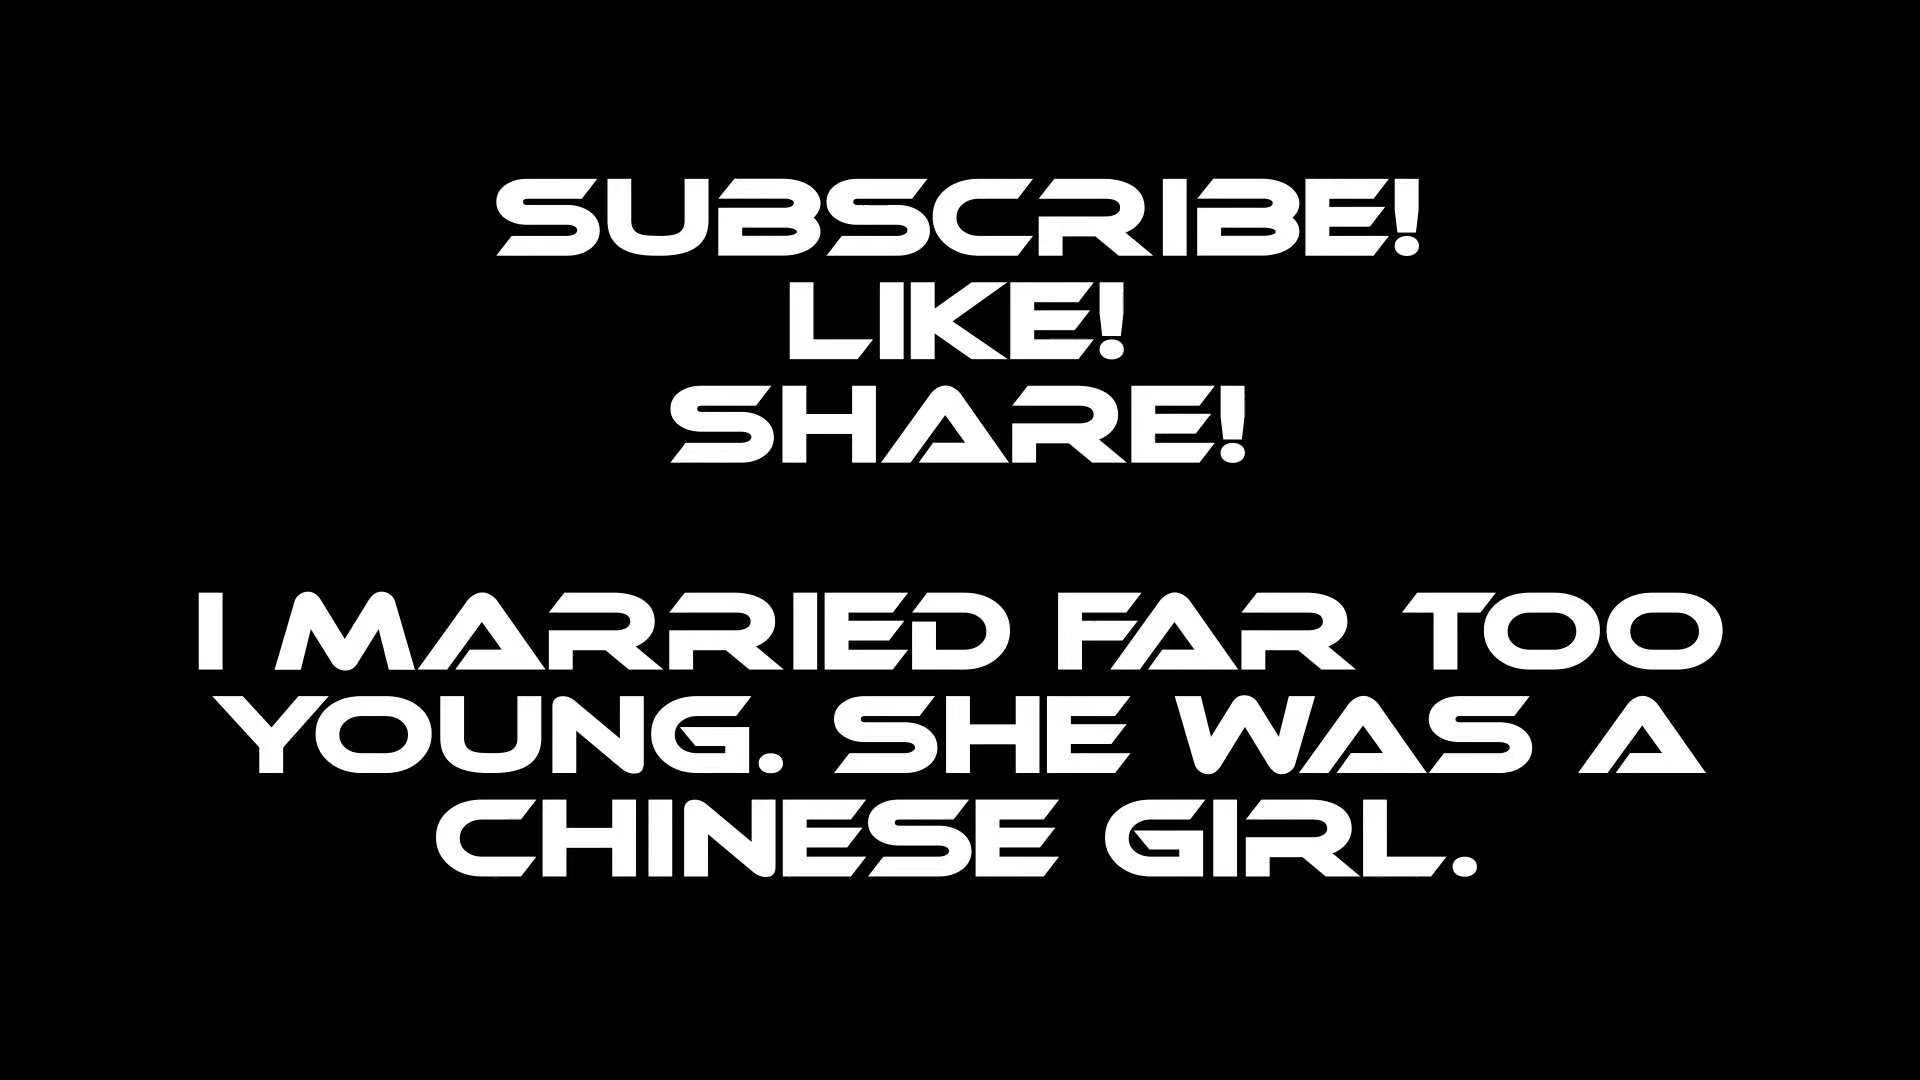 SUBSCRIBE!
LIKE!
SHARE!
I MARRIED FAR TOO
YOUNG. SHE WAS A
CHINESE GIRL.